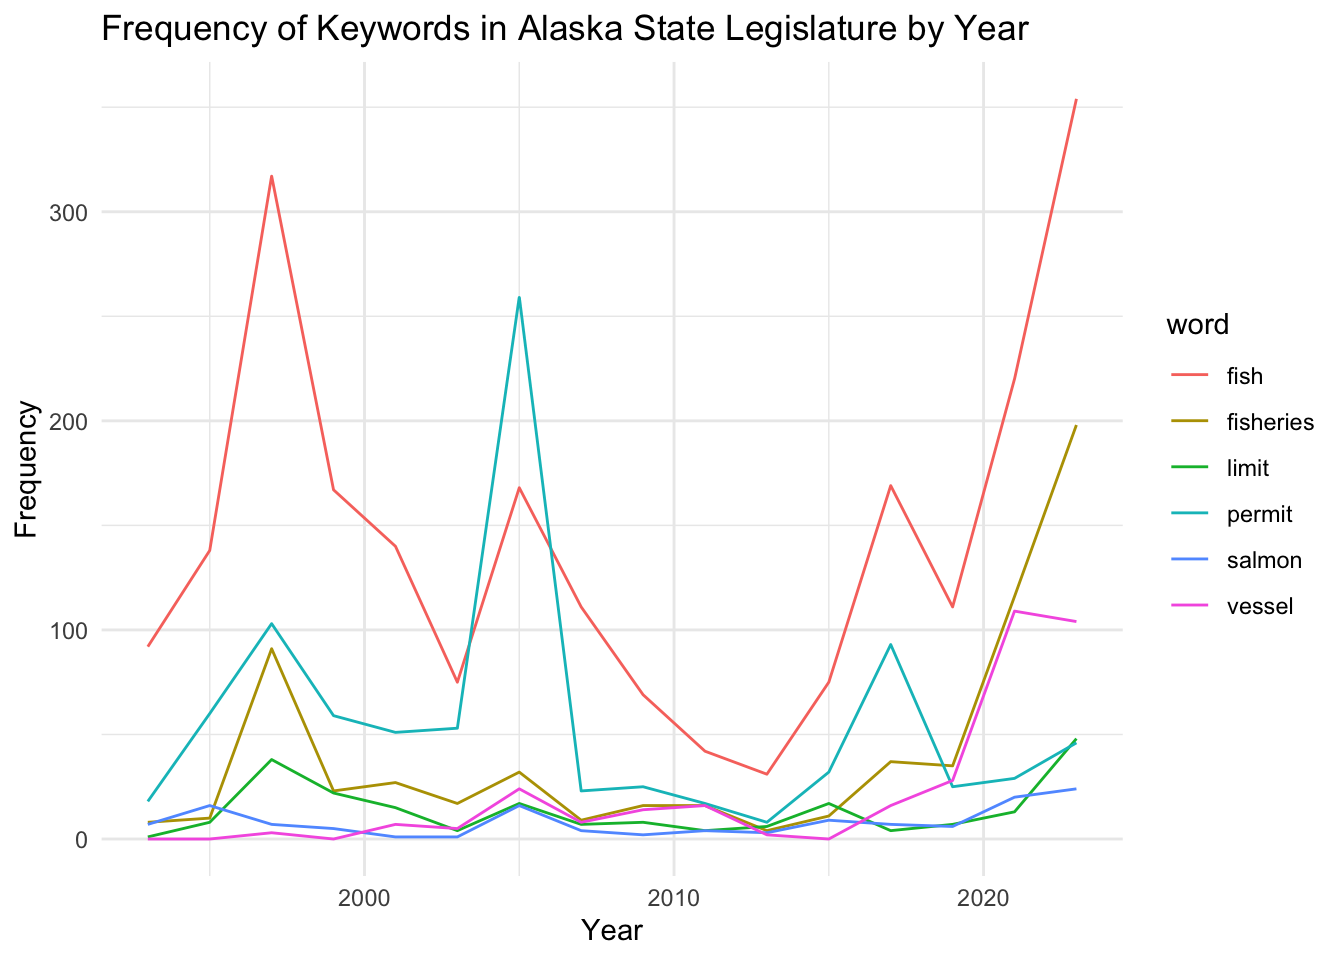 Frequency of Keywords in Alaska State Legislature by Year
Frequency
300
200
100
0
2000
2010
2020
Year
word
fish
fisheries
limit
permit
salmon
vessel